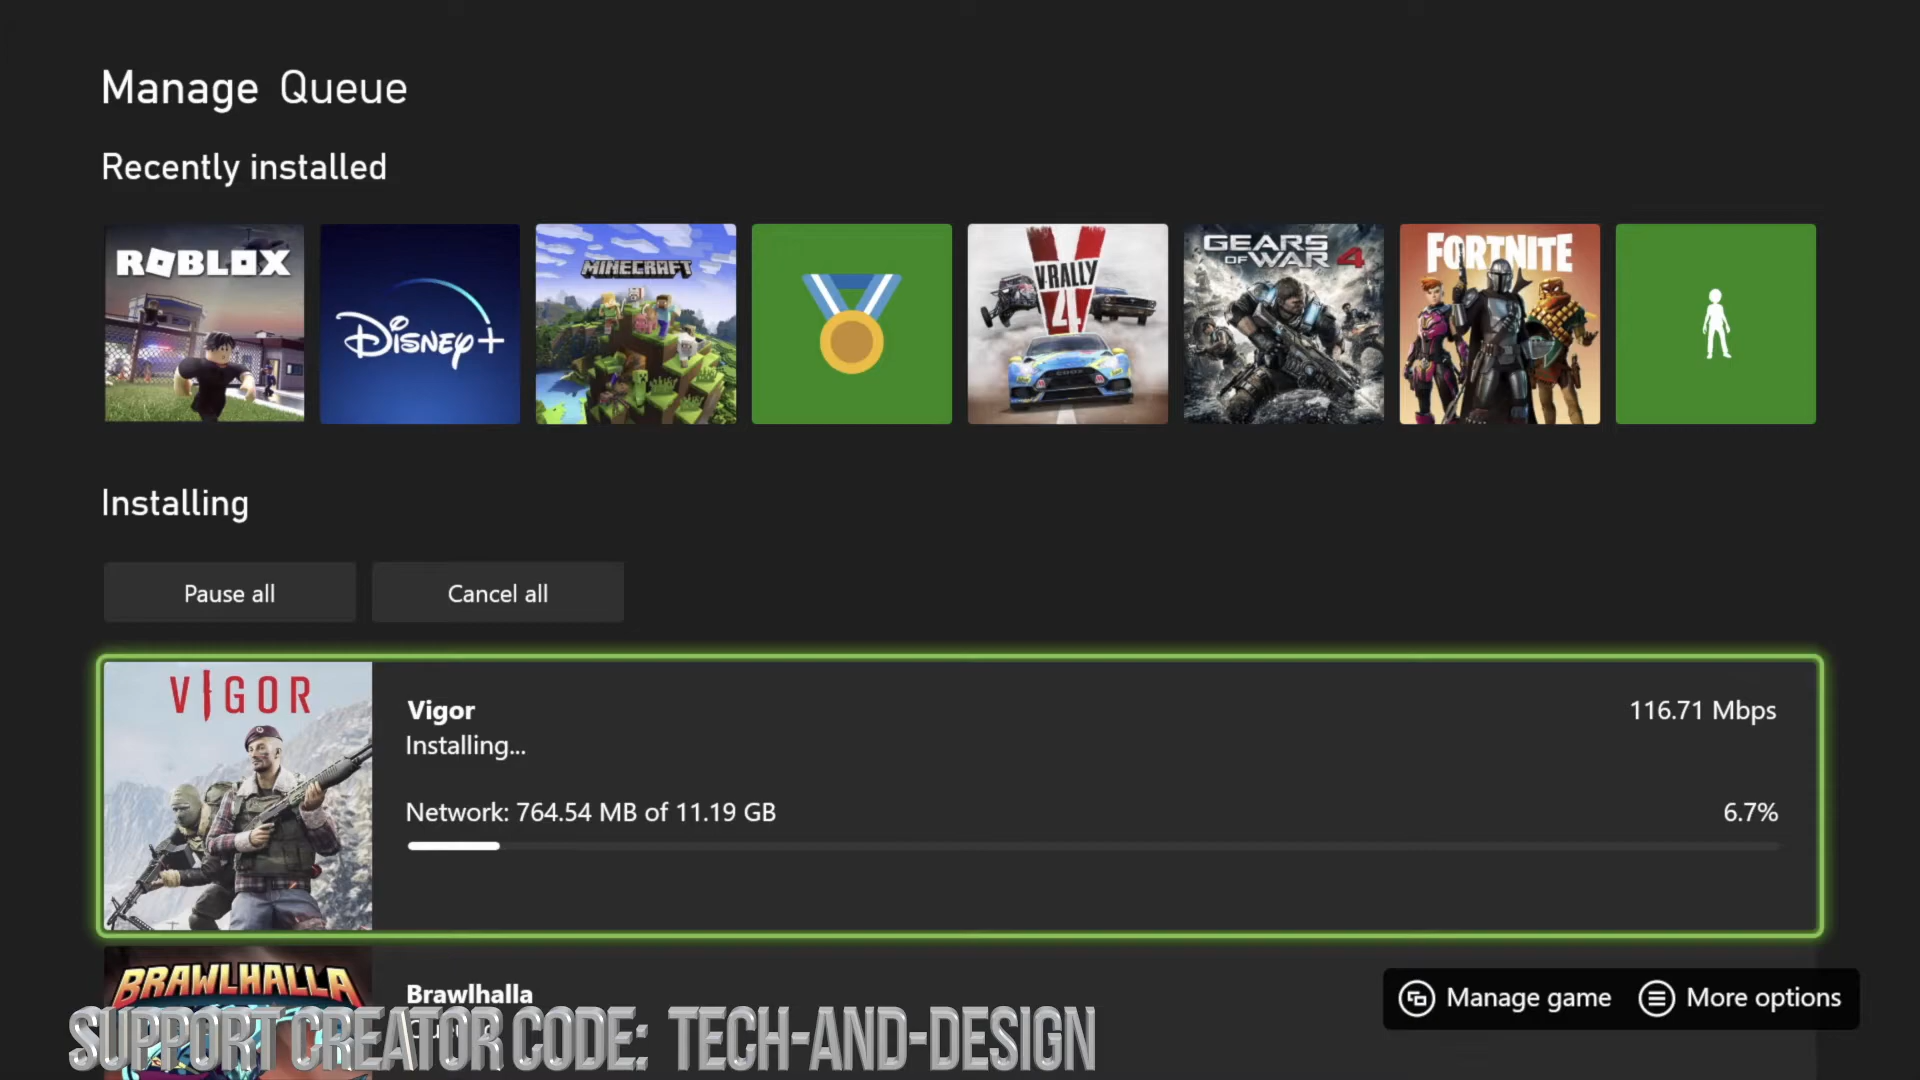 Manage Queue
Recently installed
ROBLOX
Disney+
MINECRAFT
V-RALLY
4
GEARS
OF WAR 4
FORTNITE
Installing
Pause all
Cancel all
VIGOR
Vigor
116.71 Mbps
Installing...
Network: 764.54 MB of 11.19 GB
6.7%
BRAWLHALLA
Brawlhalla
Manage game
More options
SUPPORT CREATOR CODE: TECH-AND-DESIGN